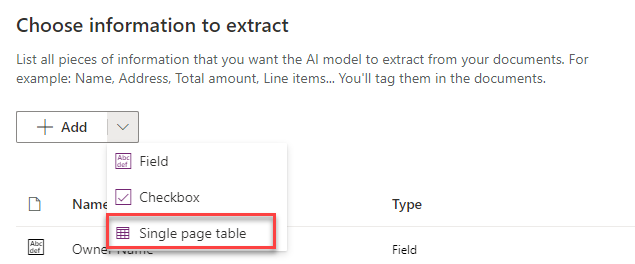 Choose information to extract
List all pieces of information that you want the AI model to extract from your documents. For
example: Name, Address, Total amount, Line items... You'll tag them in the documents.
Add
Abc
def
Field
Checkbox
Name
Type
Single page table
Abc
def
Owner Name
Field